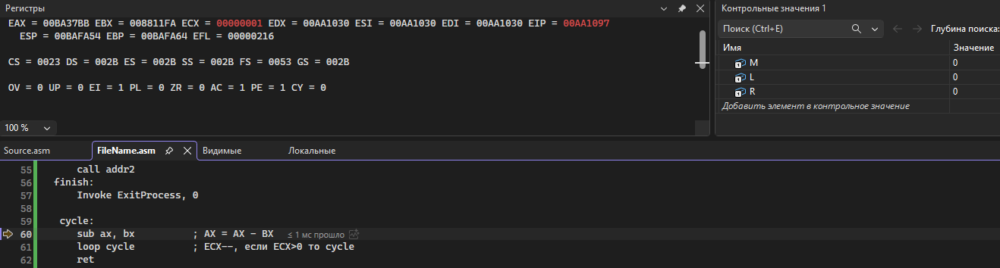 Регистры
EAX = 00BA37BB EBX = 008811FA ECX = 00000001 EDX = 00AA1030 ESI = 00AA1030 EDI = 00AA1030 EIP = 00AA1097
ESP = 00BAFA54 EBP = 00BAFA64 EFL = 00000216
CS = 0023 DS = 002B ES = 002B SS = 002B FS = 0053 GS = 002B
OV = 0 UP = 0 EI = 1 PL = 0 ZR = 0 AC = 1 PE = 1 CY = 0
100 %
Контрольные значения 1
Поиск (Ctrl+E) Глубина поиска:
Имя Значение
M 0
L 0
R 0
Добавить элемент в контрольное значение
Source.asm FileName.asm Видимые Локальные
55 call addr2
56 finish:
57 Invoke ExitProcess, 0
58
59 cycle:
60 sub ax, bx ; AX = AX - BX ≤ 1 мс прошло
61 loop cycle ; ECX--, если ECX>0 то cycle
62 ret